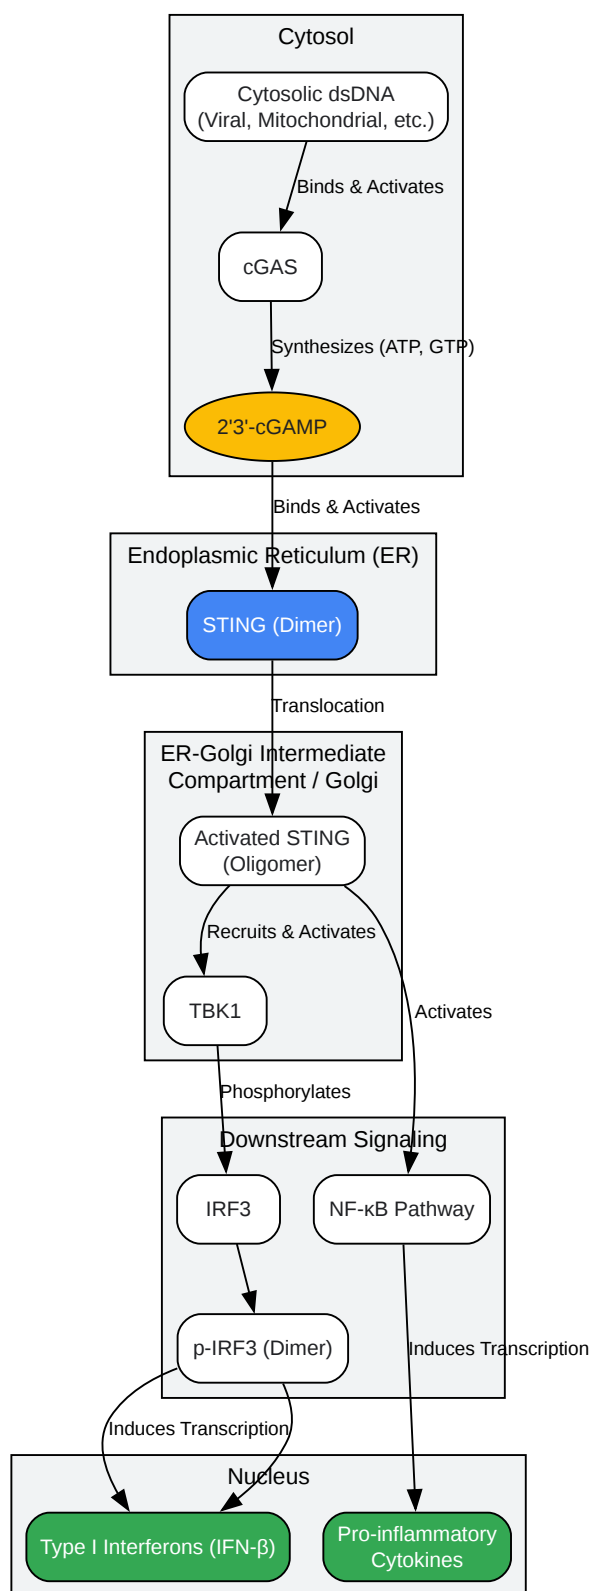 Cytosol
Cytosolic dsDNA
(Viral, Mitochondrial, etc.)
Binds & Activates
cGAS
Synthesizes (ATP, GTP)
2'3'-cGAMP
Binds & Activates
Endoplasmic Reticulum (ER)
STING (Dimer)
Translocation
ER-Golgi Intermediate
Compartment / Golgi
Activated STING
(Oligomer)
Recruits & Activates
TBK1
Activates
Phosphorylates
Downstream Signaling
IRF3
NF-κB Pathway
p-IRF3 (Dimer)
Induces Transcription
Induces Transcription
Nucleus
Type I Interferons (IFN-β)
Pro-inflammatory
Cytokines